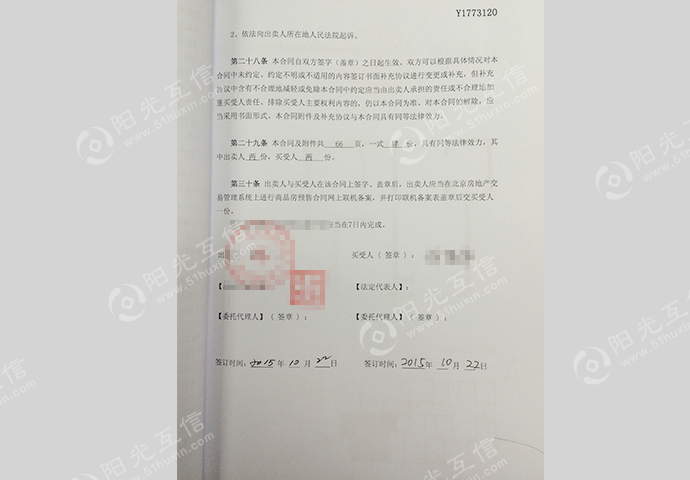 Y1773120
2、依法向出卖人所在地人民法院起诉。
第二十八条 本合同自双方签字（盖章）之日起生效。双方可以根据具体情况对本
合同中未约定、约定不明或不适用的内容签订书面补充协议进行变更或补充，但补充
协议中含有不合理地减轻或免除本合同中约定应当由出卖人承担的责任或不合理地加
重买受人责任、排除买受人主要权利内容的，仍以本合同为准。对本合同的解除，应
当采用书面形式。本合同附件及补充协议与本合同具有同等法律效力。
第二十九条 本合同及附件共 66 页，一式 肆 份，具有同等法律效力，其
中出卖人 两 份，买受人 两 份。
第三十条 出卖人与买受人在该合同上签字、盖章后，出卖人应当在北京房地产交
易管理系统上进行商品房预售合同网上联机备案，并打印联机备案表盖章后交买受人
一份。
应当在7日内完成。
出 买受人（签章）：
【 【法定代表人】：
【委托代理人】（签章）： 【委托代理人】（签章）：
签订时间：2015年 10 月 22 日 签订时间：2015年 10 月 22 日
阳光互信
www.51huxin.com